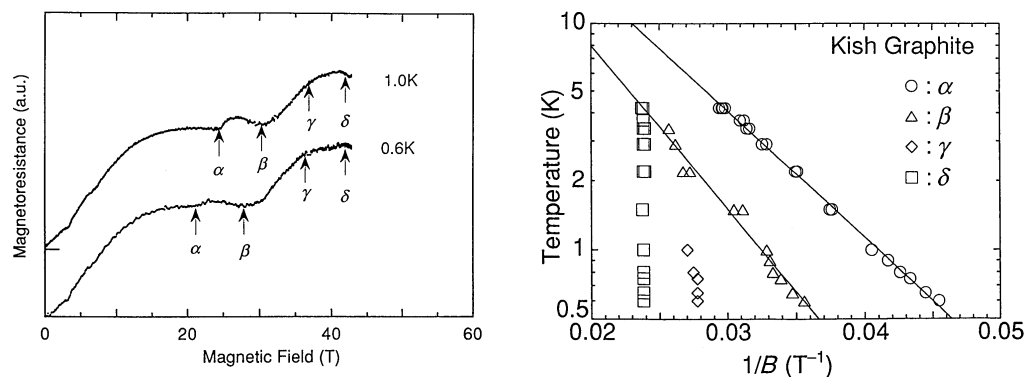 Magnetoresistance (a.u.)
1.0K
0.6K
α
β
γ
δ
α
β
γ
δ
0
20
40
60
Magnetic Field (T)
Kish Graphite
○ : α
△ : β
◇ : γ
□ : δ
Temperature (K)
10
5
2
1
0.5
0.02
0.03
0.04
0.05
1/B (T⁻¹)